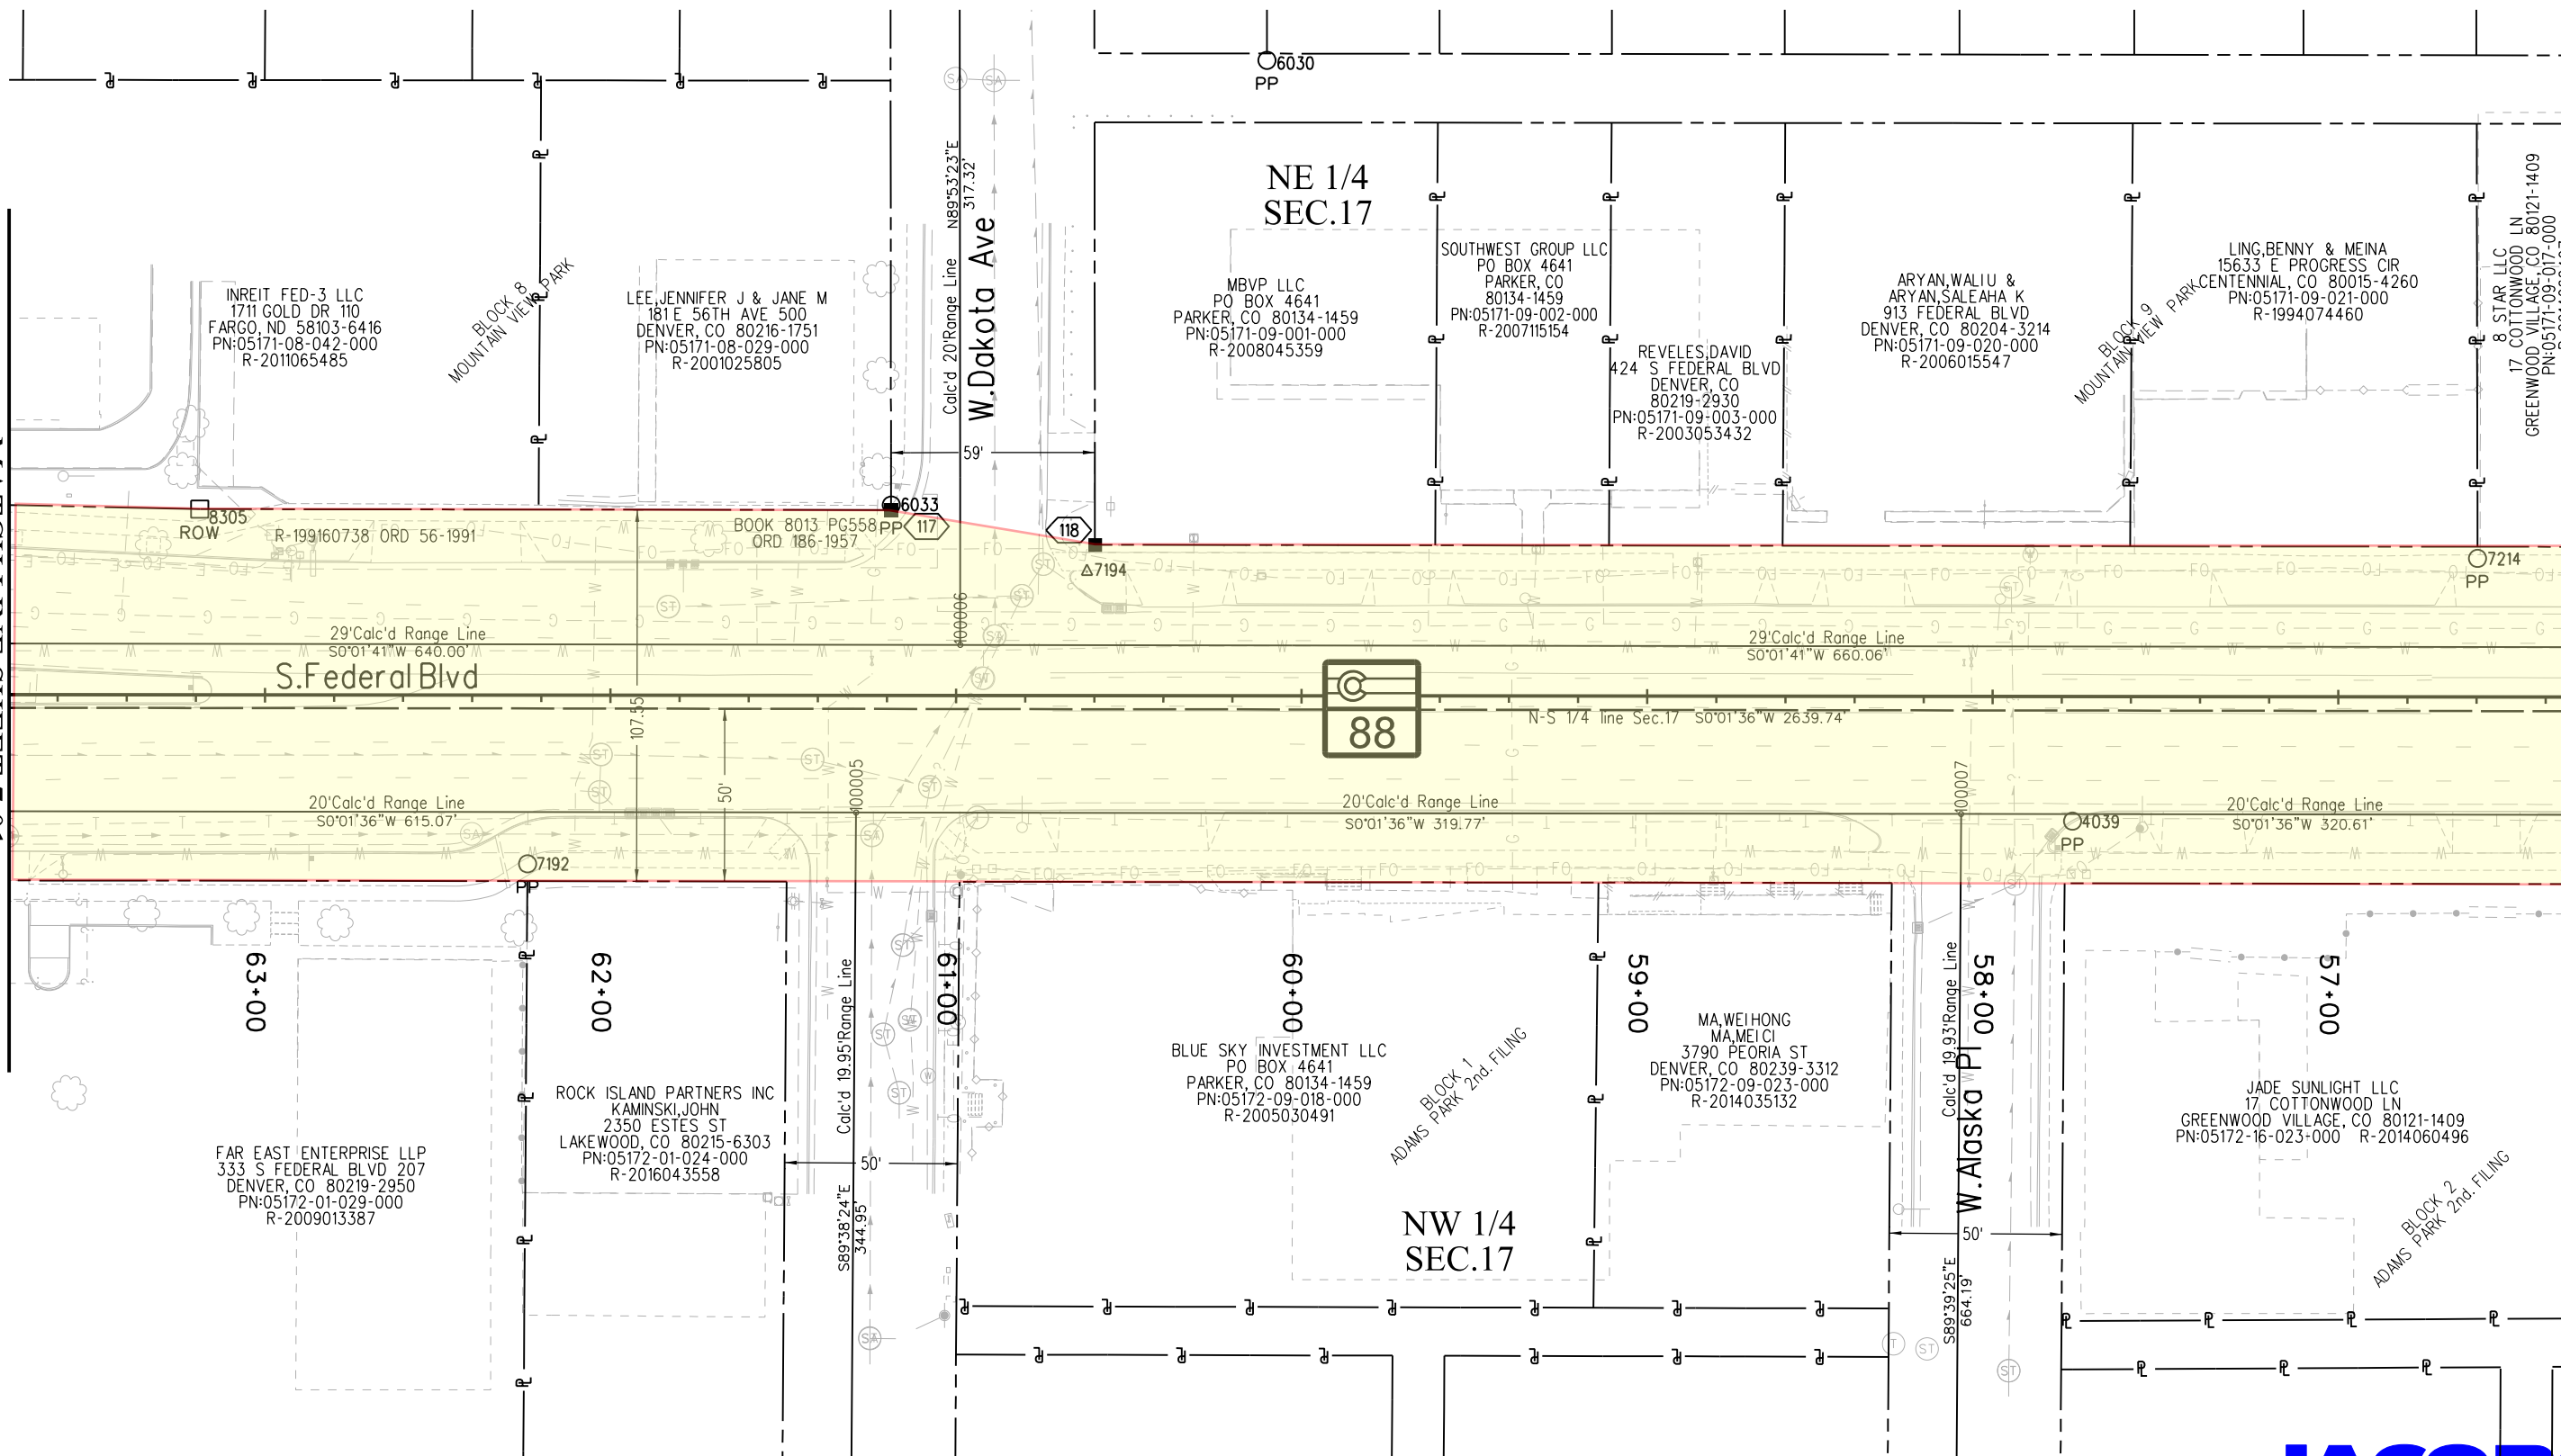 6030
PP
N89°53'23"E
317.32'
Calc'd 20'Range Line
W.Dakota Ave
59'
NE 1/4
SEC.17
INREIT FED-3 LLC
1711 GOLD DR 110
FARGO, ND 58103-6416
PN:05171-08-042-000
R-2011065485
BLOCK 8
MOUNTAIN VIEW PARK
LEE,JENNIFER J & JANE M
181 E 56TH AVE 500
DENVER, CO 80216-1751
PN:05171-08-029-000
R-2001025805
MBVP LLC
PO BOX 4641
PARKER, CO 80134-1459
PN:05171-09-001-000
R-2008045359
SOUTHWEST GROUP LLC
PO BOX 4641
PARKER, CO
80134-1459
PN:05171-09-002-000
R-2007115154
REVELES,DAVID
424 S FEDERAL BLVD
DENVER, CO
80219-2930
PN:05171-09-003-000
R-2003053432
ARYAN,WALIU &
ARYAN,SALEAHA K
913 FEDERAL BLVD
DENVER, CO 80204-3214
PN:05171-09-020-000
R-2006015547
BLOCK 9
MOUNTAIN VIEW PARK
LING,BENNY & MEINA
15633 E PROGRESS CIR
CENTENNIAL, CO 80015-4260
PN:05171-09-021-000
R-1994074460
8 STAR LLC
17 COTTONWOOD LN
GREENWOOD VILLAGE, CO 80121-1409
PN:05171-09-017-000
8305
ROW
R-199160738 ORD 56-1991
BOOK 8013 PG558
ORD 186-1957
6033
PP
117
118
7194
7214
PP
100006
29'Calc'd Range Line
S0°01'41"W 640.00'
29'Calc'd Range Line
S0°01'41"W 660.06'
S.Federal Blvd
107.55
50'
88
N-S 1/4 line Sec.17 S0°01'36"W 2639.74'
20'Calc'd Range Line
S0°01'36"W 615.07'
100005
20'Calc'd Range Line
S0°01'36"W 319.77'
100007
4039
PP
20'Calc'd Range Line
S0°01'36"W 320.61'
7192
PP
63+00
62+00
61+00
60+00
59+00
58+00
57+00
FAR EAST ENTERPRISE LLP
333 S FEDERAL BLVD 207
DENVER, CO 80219-2950
PN:05172-01-029-000
R-2009013387
ROCK ISLAND PARTNERS INC
KAMINSKI,JOHN
2350 ESTES ST
LAKEWOOD, CO 80215-6303
PN:05172-01-024-000
R-2016043558
Calc'd 19.95'Range Line
50'
S89°38'24"E
344.95'
BLUE SKY INVESTMENT LLC
PO BOX 4641
PARKER, CO 80134-1459
PN:05172-09-018-000
R-2005030491
BLOCK 1
ADAMS PARK 2nd. FILING
MA,WEIHONG
MA,MEICI
3790 PEORIA ST
DENVER, CO 80239-3312
PN:05172-09-023-000
R-2014035132
NW 1/4
SEC.17
Calc'd 19.93'Range Line
W.Alaska Pl
50'
S89°39'25"E
664.19'
JADE SUNLIGHT LLC
17 COTTONWOOD LN
GREENWOOD VILLAGE, CO 80121-1409
PN:05172-16-023-000 R-2014060496
BLOCK 2
ADAMS PARK 2nd. FILING